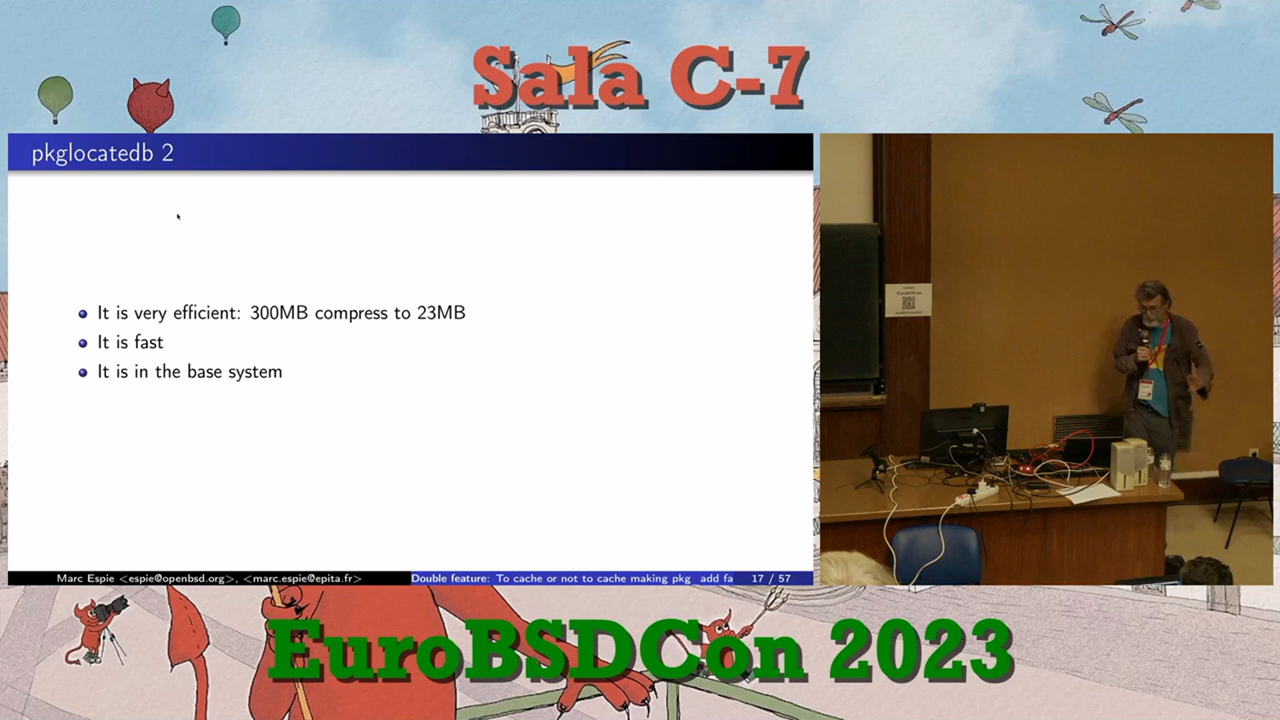 Sala C-7
pkglocatedb 2
It is very efficient: 300MB compress to 23MB
It is fast
It is in the base system
Marc Espie <espie@openbsd.org>, <marc.espie@epita.fr>
Double feature: To cache or not to cache making pkg_add fa
17 / 57
EuroBSDCon 2023